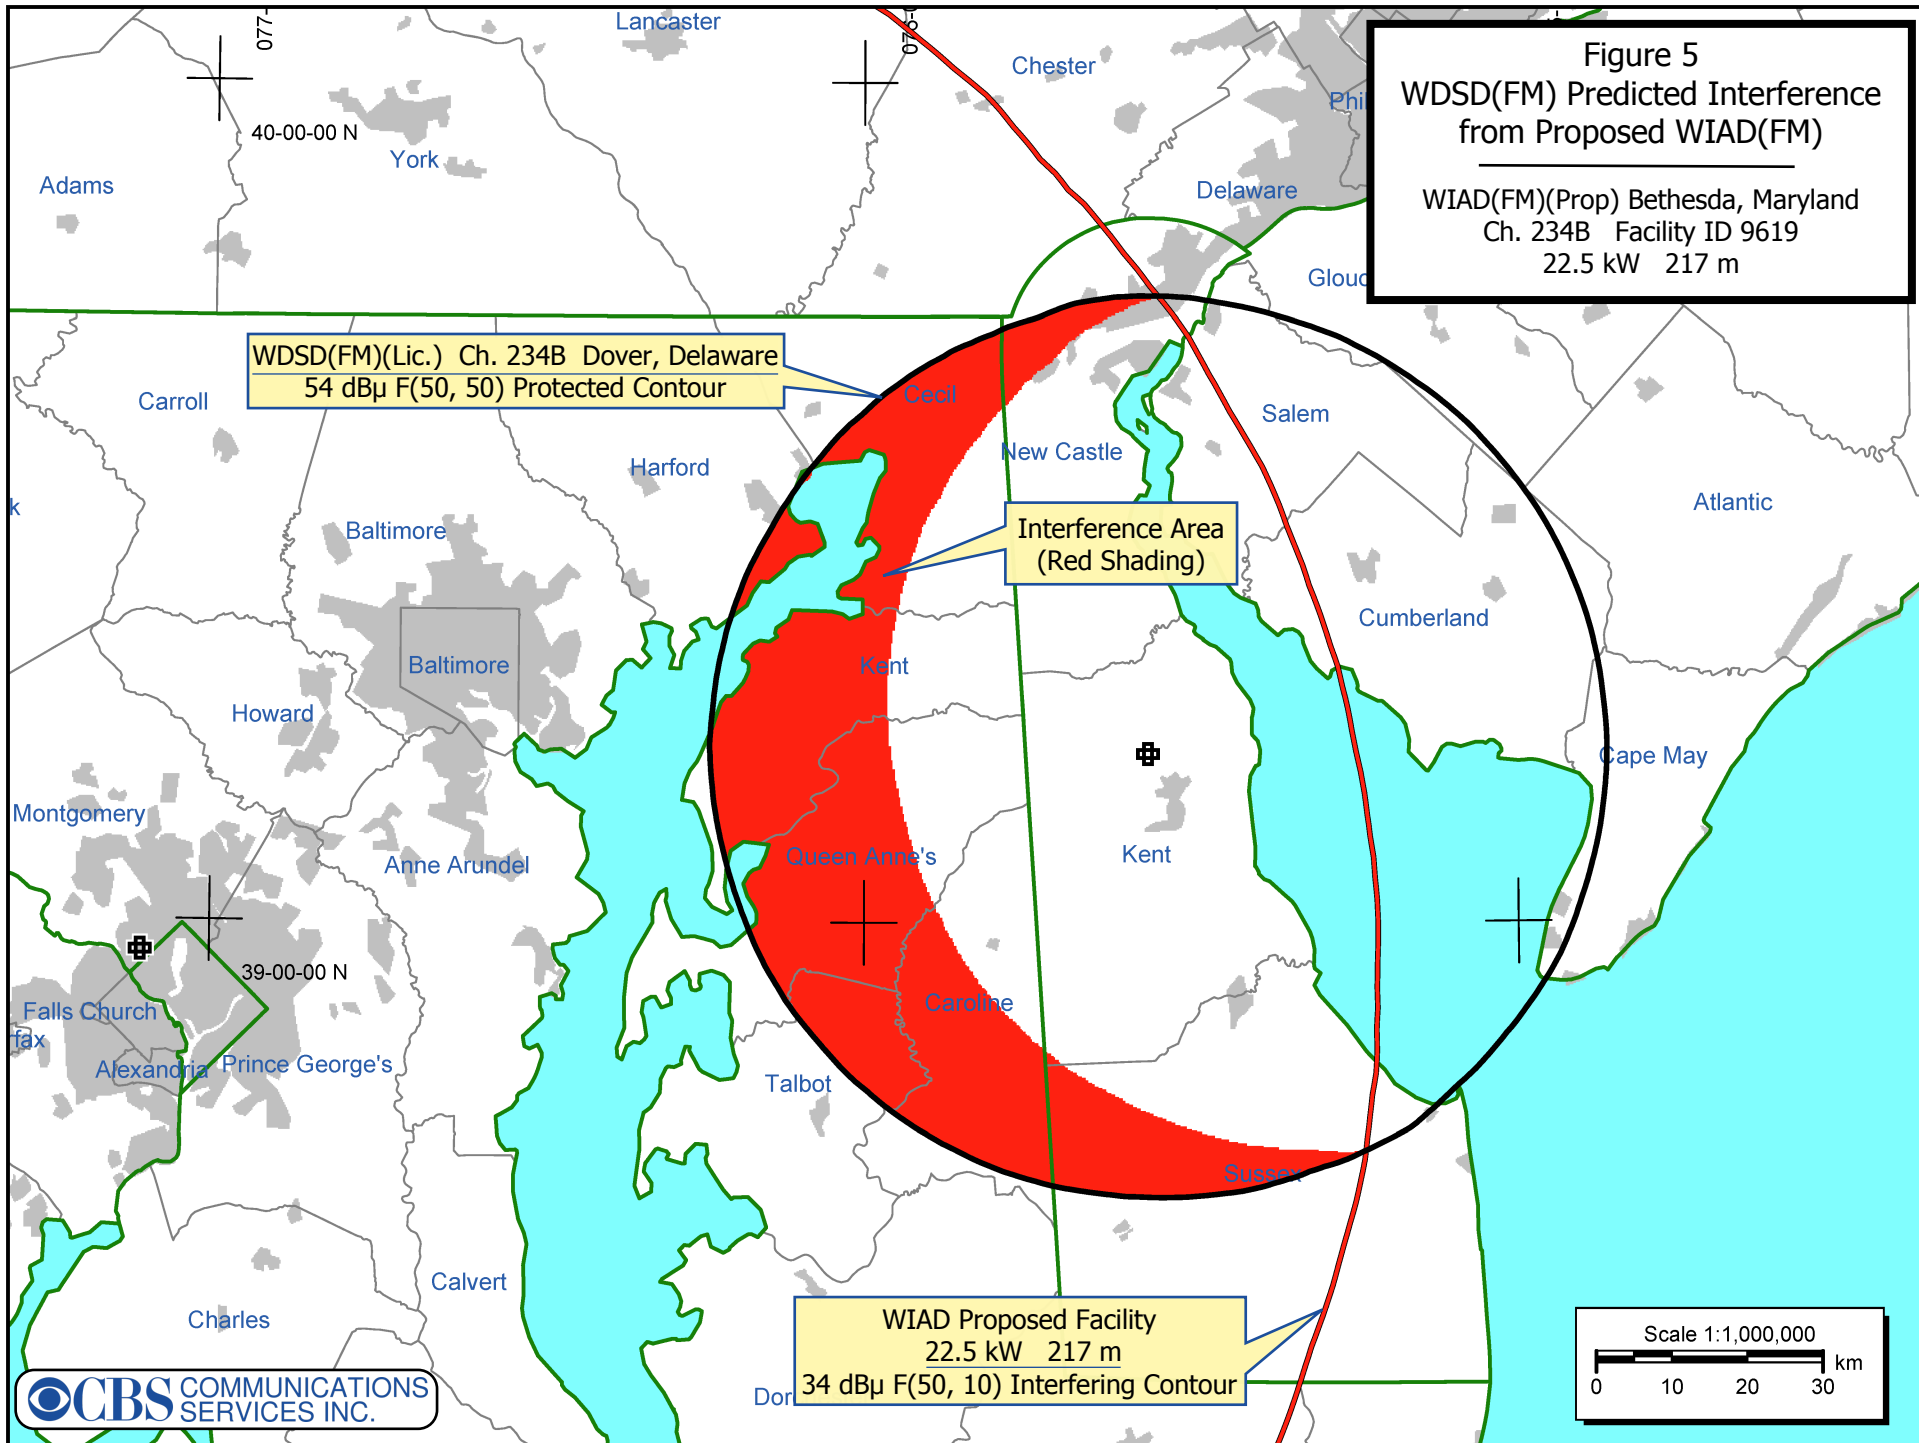 Figure 5
WDSD(FM) Predicted Interference
from Proposed WIAD(FM)
WIAD(FM)(Prop) Bethesda, Maryland
Ch. 234B Facility ID 9619
22.5 kW 217 m
077-
Lancaster
Chester
40-00-00 N
York
Adams
Delaware
WDSD(FM)(Lic.) Ch. 234B Dover, Delaware
54 dBµ F(50, 50) Protected Contour
Carroll
Cecil
Salem
Harford
New Castle
Atlantic
Baltimore
Interference Area
(Red Shading)
Cumberland
Baltimore
Kent
Howard
Cape May
Montgomery
Anne Arundel
Queen Anne's
Kent
39-00-00 N
Falls Church
Caroline
Alexandria
Prince George's
Talbot
Sussex
Calvert
Charles
WIAD Proposed Facility
22.5 kW 217 m
34 dBµ F(50, 10) Interfering Contour
Scale 1:1,000,000
km
0 10 20 30
CBS COMMUNICATIONS
SERVICES INC.